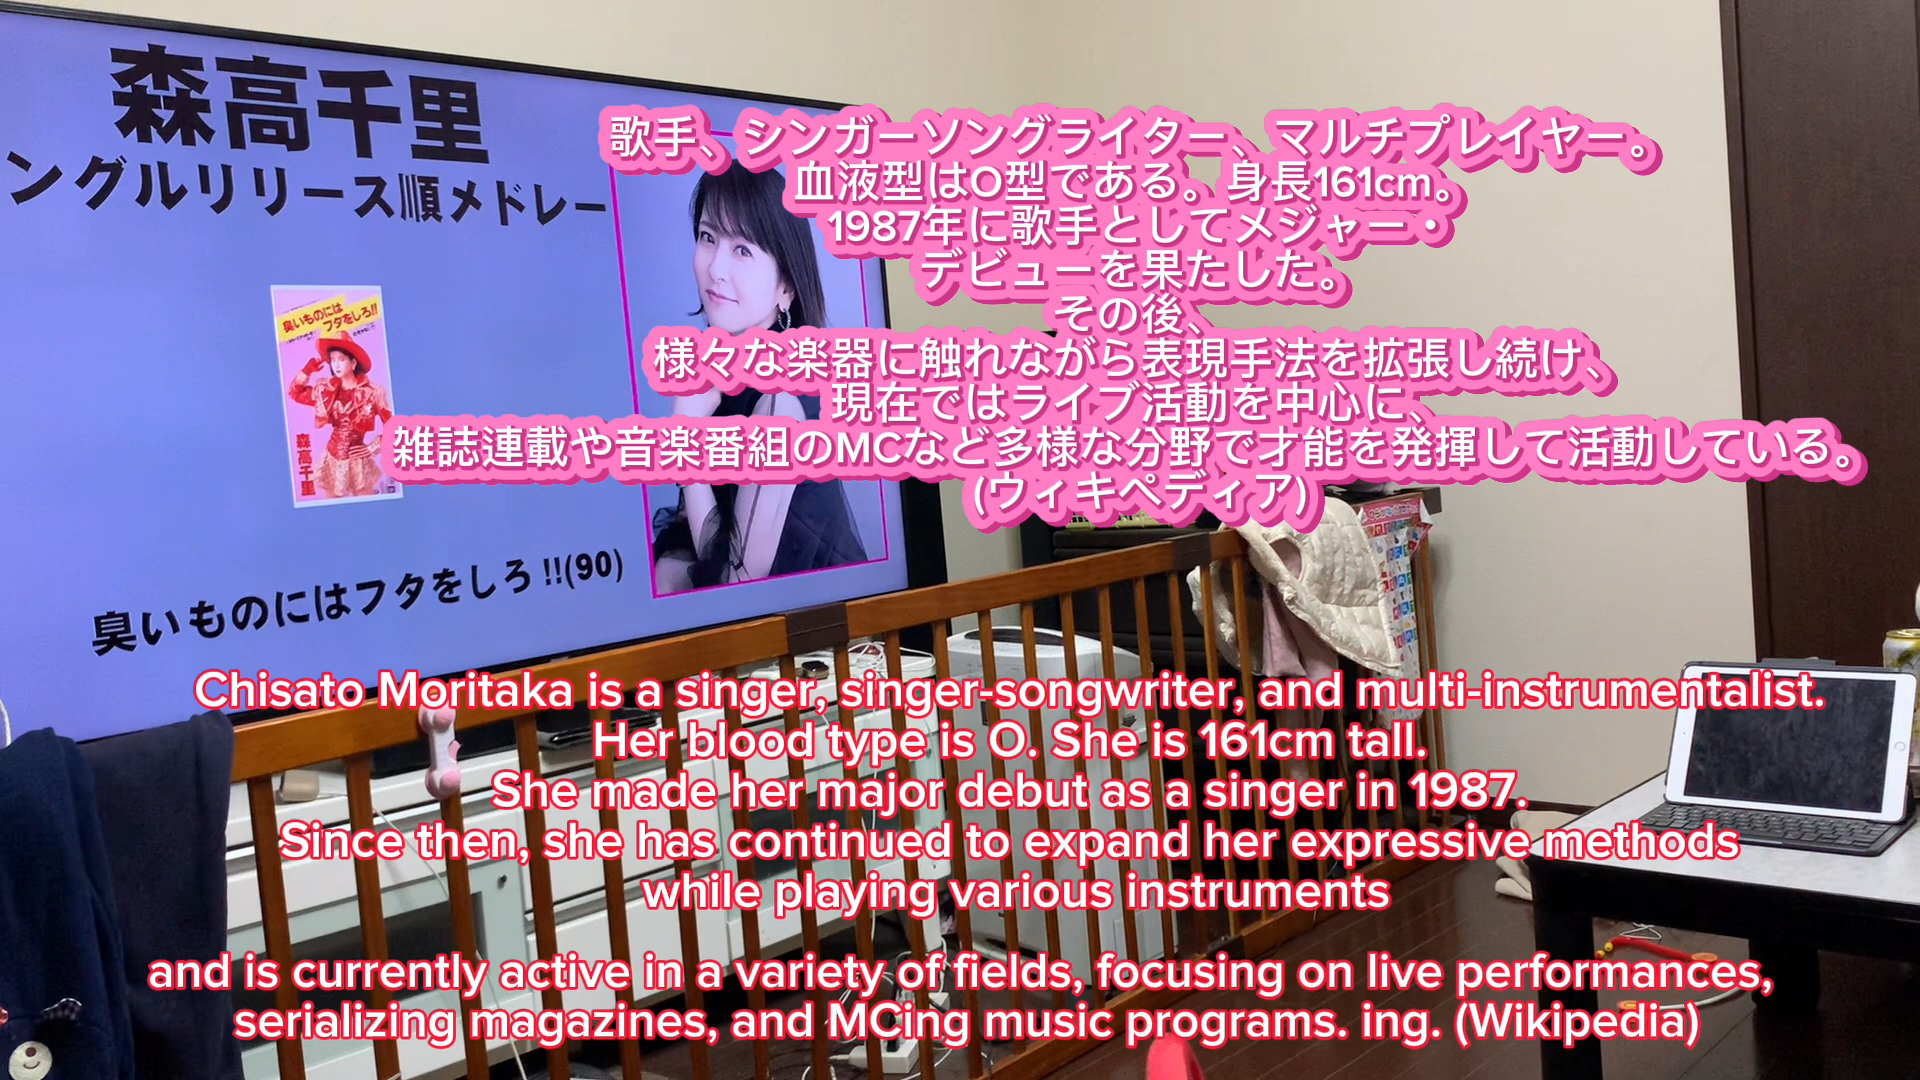 森高千里
ングルリリース順メドレー
臭いものには
フタをしろ!!
森高千里
臭いものにはフタをしろ!!(90)
歌手、シンガーソングライター、マルチプレイヤー。
血液型はO型である。身長161cm。
1987年に歌手としてメジャー・
デビューを果たした。
その後、
様々な楽器に触れながら表現手法を拡張し続け、
現在ではライブ活動を中心に、
雑誌連載や音楽番組のMCなど多様な分野で才能を発揮して活動している。
(ウィキペディア)
Chisato Moritaka is a singer, singer-songwriter, and multi-instrumentalist.
Her blood type is O. She is 161cm tall.
She made her major debut as a singer in 1987.
Since then, she has continued to expand her expressive methods
while playing various instruments
and is currently active in a variety of fields, focusing on live performances,
serializing magazines, and MCing music programs. ing. (Wikipedia)